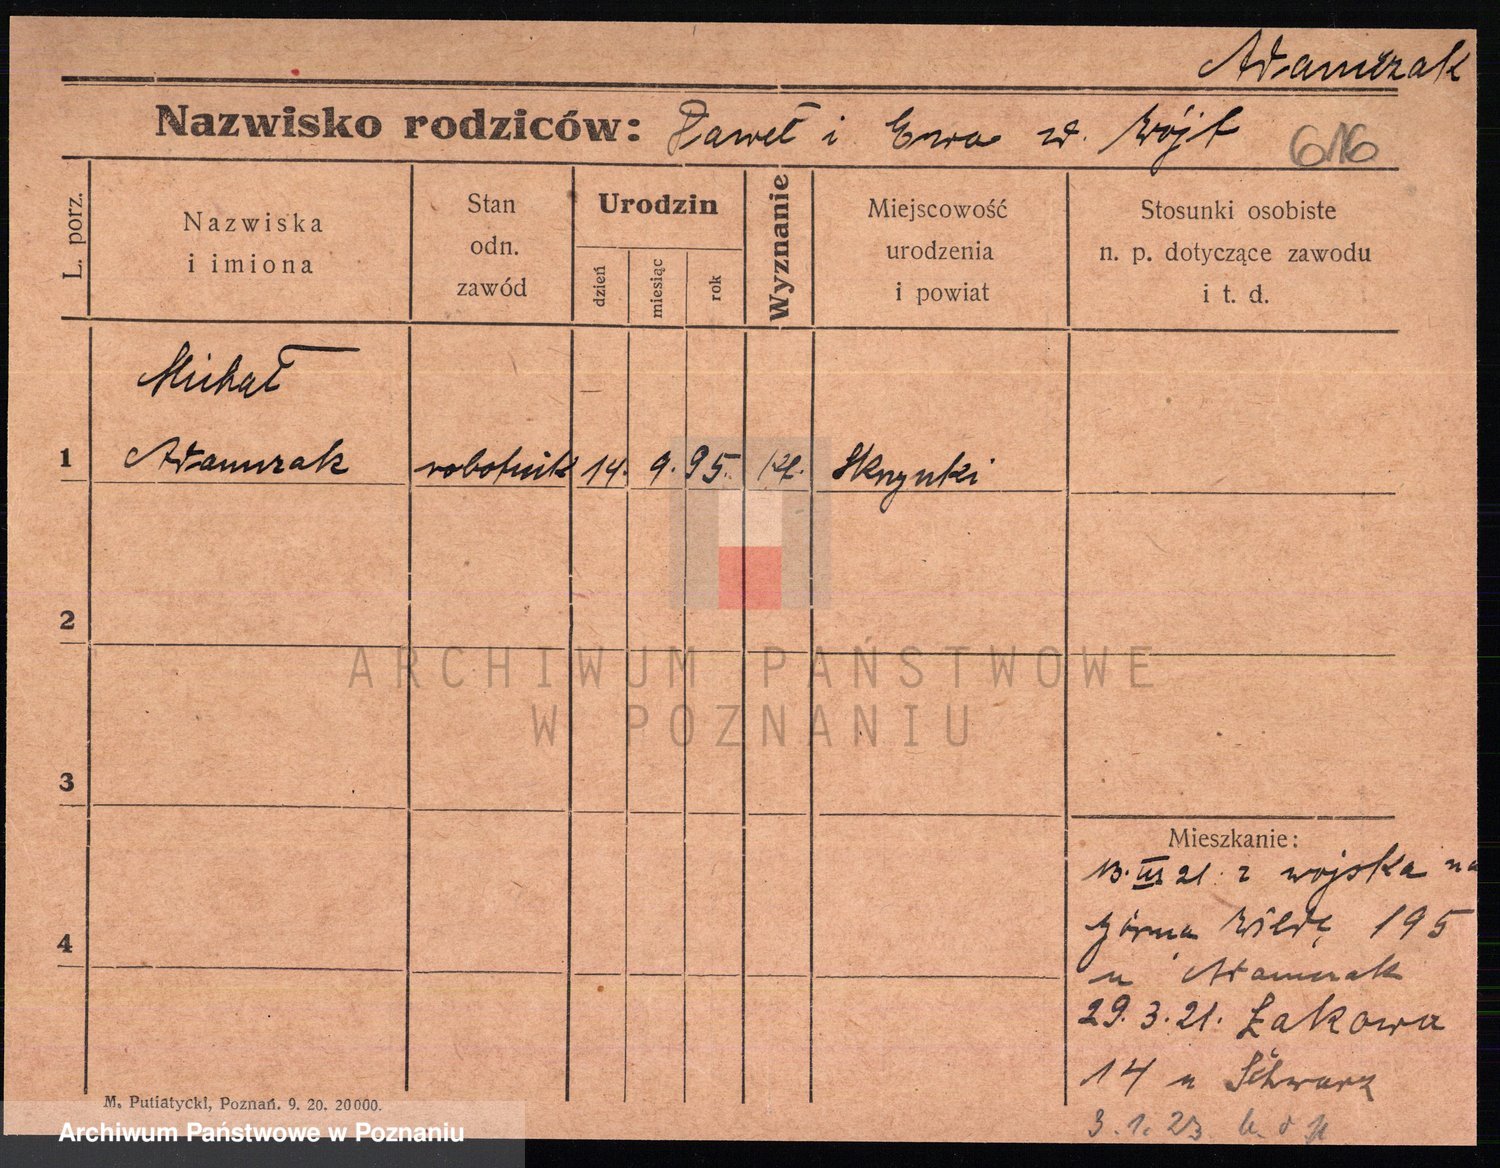 Adamczak
Nazwisko rodziców: Paweł i Ewa z d. Wójt 616
L. porz.
Nazwiska
i imiona
Stan
odn.
zawód
Urodzin
dzień
miesiąc
rok
Wyznanie
Miejscowość
urodzenia
i powiat
Stosunki osobiste
n. p. dotyczące zawodu
i t. d.
Michał
1 Adamczak robotnik 14. 9. 95. kł. Skrzynki
2
3
4
Mieszkanie:
13. III 21. z wojska na
Górna Wildę 195
u Adamczak
29. 3. 21. Łąkowa
14 u Schwarz
3. 1. 23
M. Putiatycki, Poznań. 9. 20. 20000.
ARCHIWUM PAŃSTWOWE
W POZNANIU
Archiwum Państwowe w Poznaniu